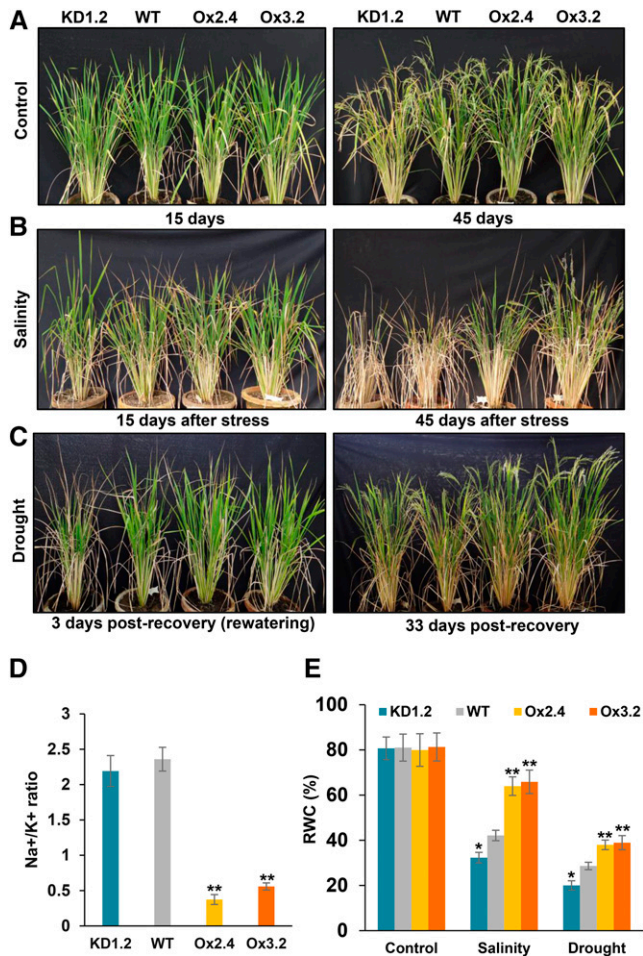 A
KD1.2 WT Ox2.4 Ox3.2 KD1.2 WT Ox2.4 Ox3.2
Control
15 days 45 days
B
Salinity
15 days after stress 45 days after stress
C
Drought
3 days post-recovery (rewatering) 33 days post-recovery
D
Na+/K+ ratio
3
2.5
2
1.5
1
0.5
0
** **
KD1.2 WT Ox2.4 Ox3.2
E
KD1.2 WT Ox2.4 Ox3.2
RWC (%)
100
80
60
40
20
0
* ** ** * ** **
Control Salinity Drought